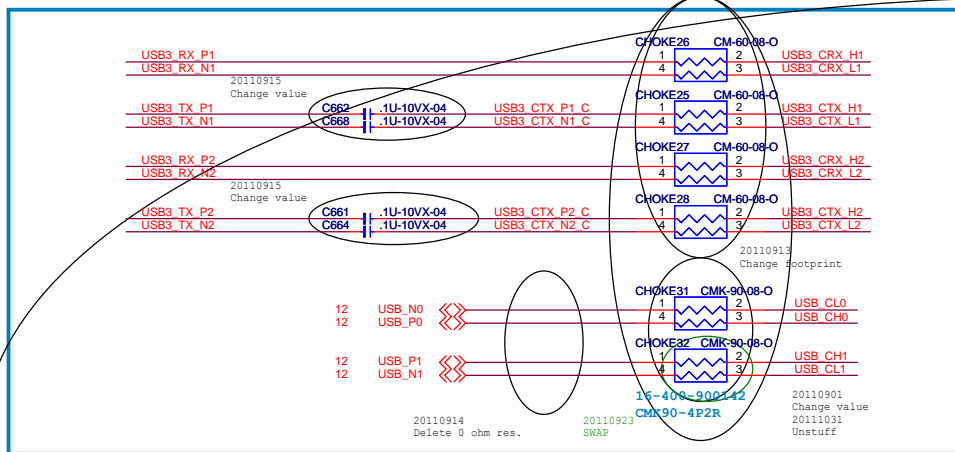 CHOKE26 CM-60-08-O
USB3_RX_P1 1 2 USB3_CRX_H1
USB3_RX_N1 4 3 USB3_CRX_L1
20110915
Change value
CHOKE25 CM-60-08-O
USB3_TX_P1 C662 .1U-10VX-04 USB3_CTX_P1_C 1 2 USB3_CTX_H1
USB3_TX_N1 C668 .1U-10VX-04 USB3_CTX_N1_C 4 3 USB3_CTX_L1
CHOKE27 CM-60-08-O
USB3_RX_P2 1 2 USB3_CRX_H2
USB3_RX_N2 4 3 USB3_CRX_L2
20110915
Change value
CHOKE28 CM-60-08-O
USB3_TX_P2 C661 .1U-10VX-04 USB3_CTX_P2_C 1 2 USB3_CTX_H2
USB3_TX_N2 C664 .1U-10VX-04 USB3_CTX_N2_C 4 3 USB3_CTX_L2
20110913
Change footprint
CHOKE31 CMK-90-08-O
12 USB_N0 1 2 USB_CL0
12 USB_P0 4 3 USB_CH0
CHOKE32 CMK-90-08-O
12 USB_P1 1 2 USB_CH1
12 USB_N1 4 3 USB_CL1
16-400-900142
CMK90-4P2R
20110901
Change value
20111031
Unstuff
20110914
Delete 0 ohm res.
20110923
SWAP